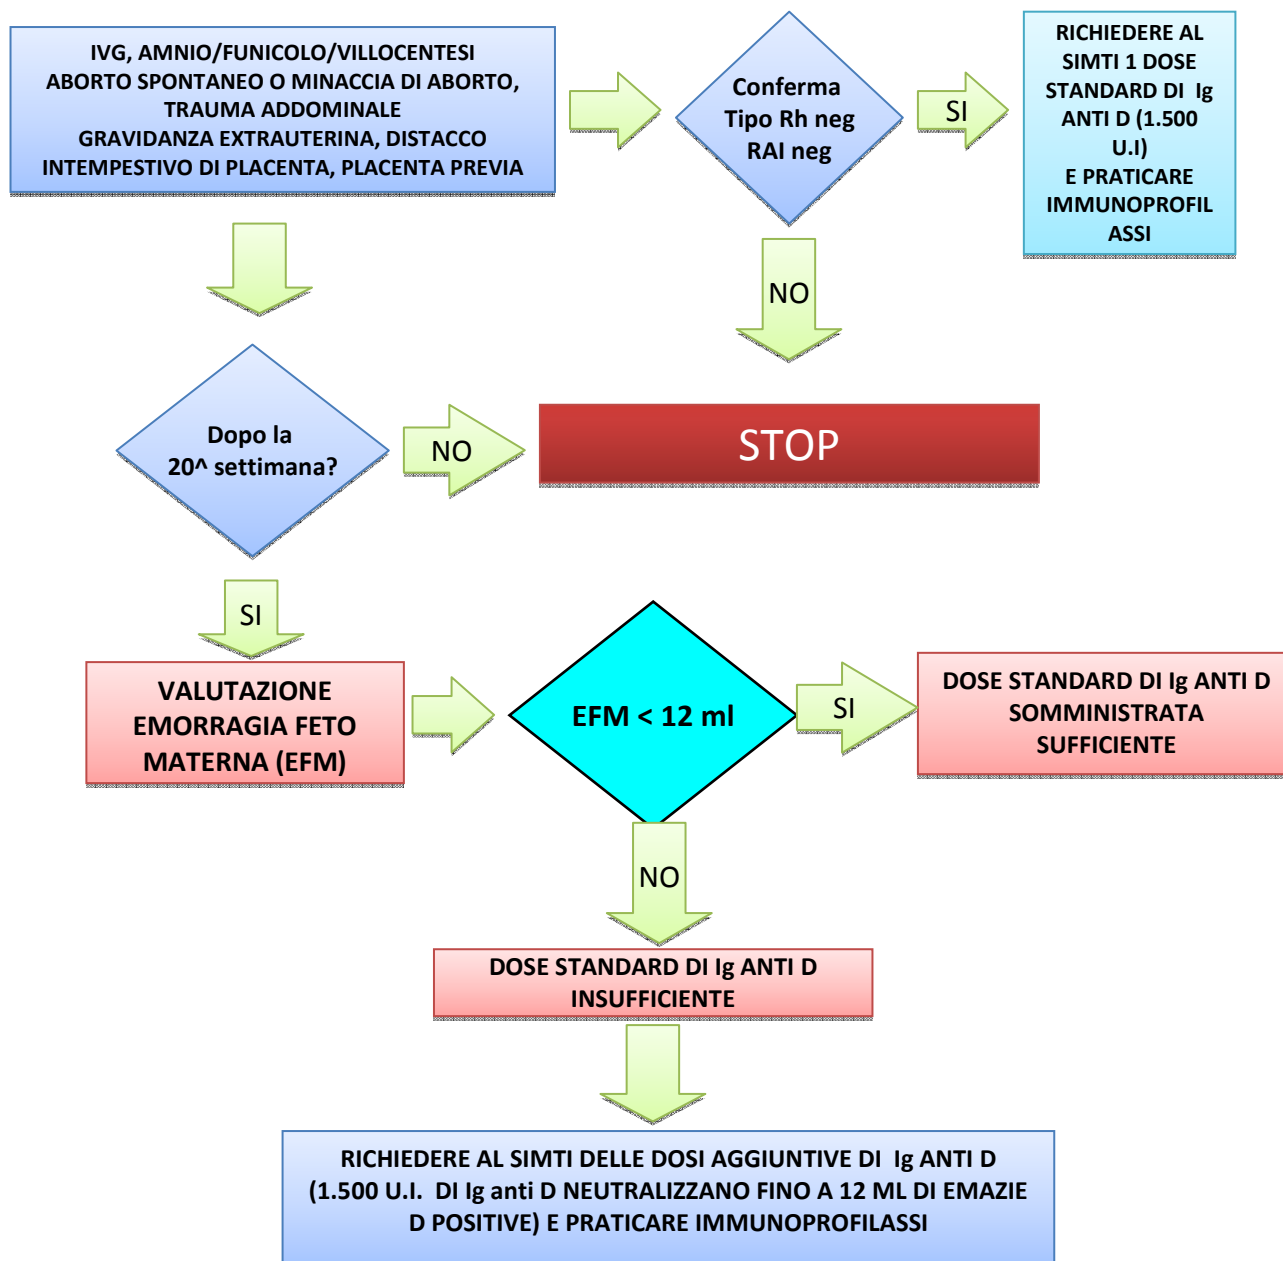 IVG, AMNIO/FUNICOLO/VILLOCENTESI
ABORTO SPONTANEO O MINACCIA DI ABORTO,
TRAUMA ADDOMINALE
GRAVIDANZA EXTRAUTERINA, DISTACCO
INTEMPESTIVO DI PLACENTA, PLACENTA PREVIA
Conferma
Tipo Rh neg
RAI neg
SI
RICHIEDERE AL
SIMTI 1 DOSE
STANDARD DI Ig
ANTI D (1.500
U.I)
E PRATICARE
IMMUNOPROFIL
ASSI
NO
Dopo la
20^ settimana?
NO
STOP
SI
VALUTAZIONE
EMORRAGIA FETO
MATERNA (EFM)
EFM < 12 ml
SI
DOSE STANDARD DI Ig ANTI D
SOMMINISTRATA
SUFFICIENTE
NO
DOSE STANDARD DI Ig ANTI D
INSUFFICIENTE
RICHIEDERE AL SIMTI DELLE DOSI AGGIUNTIVE DI Ig ANTI D
(1.500 U.I. DI Ig anti D NEUTRALIZZANO FINO A 12 ML DI EMAZIE
D POSITIVE) E PRATICARE IMMUNOPROFILASSI